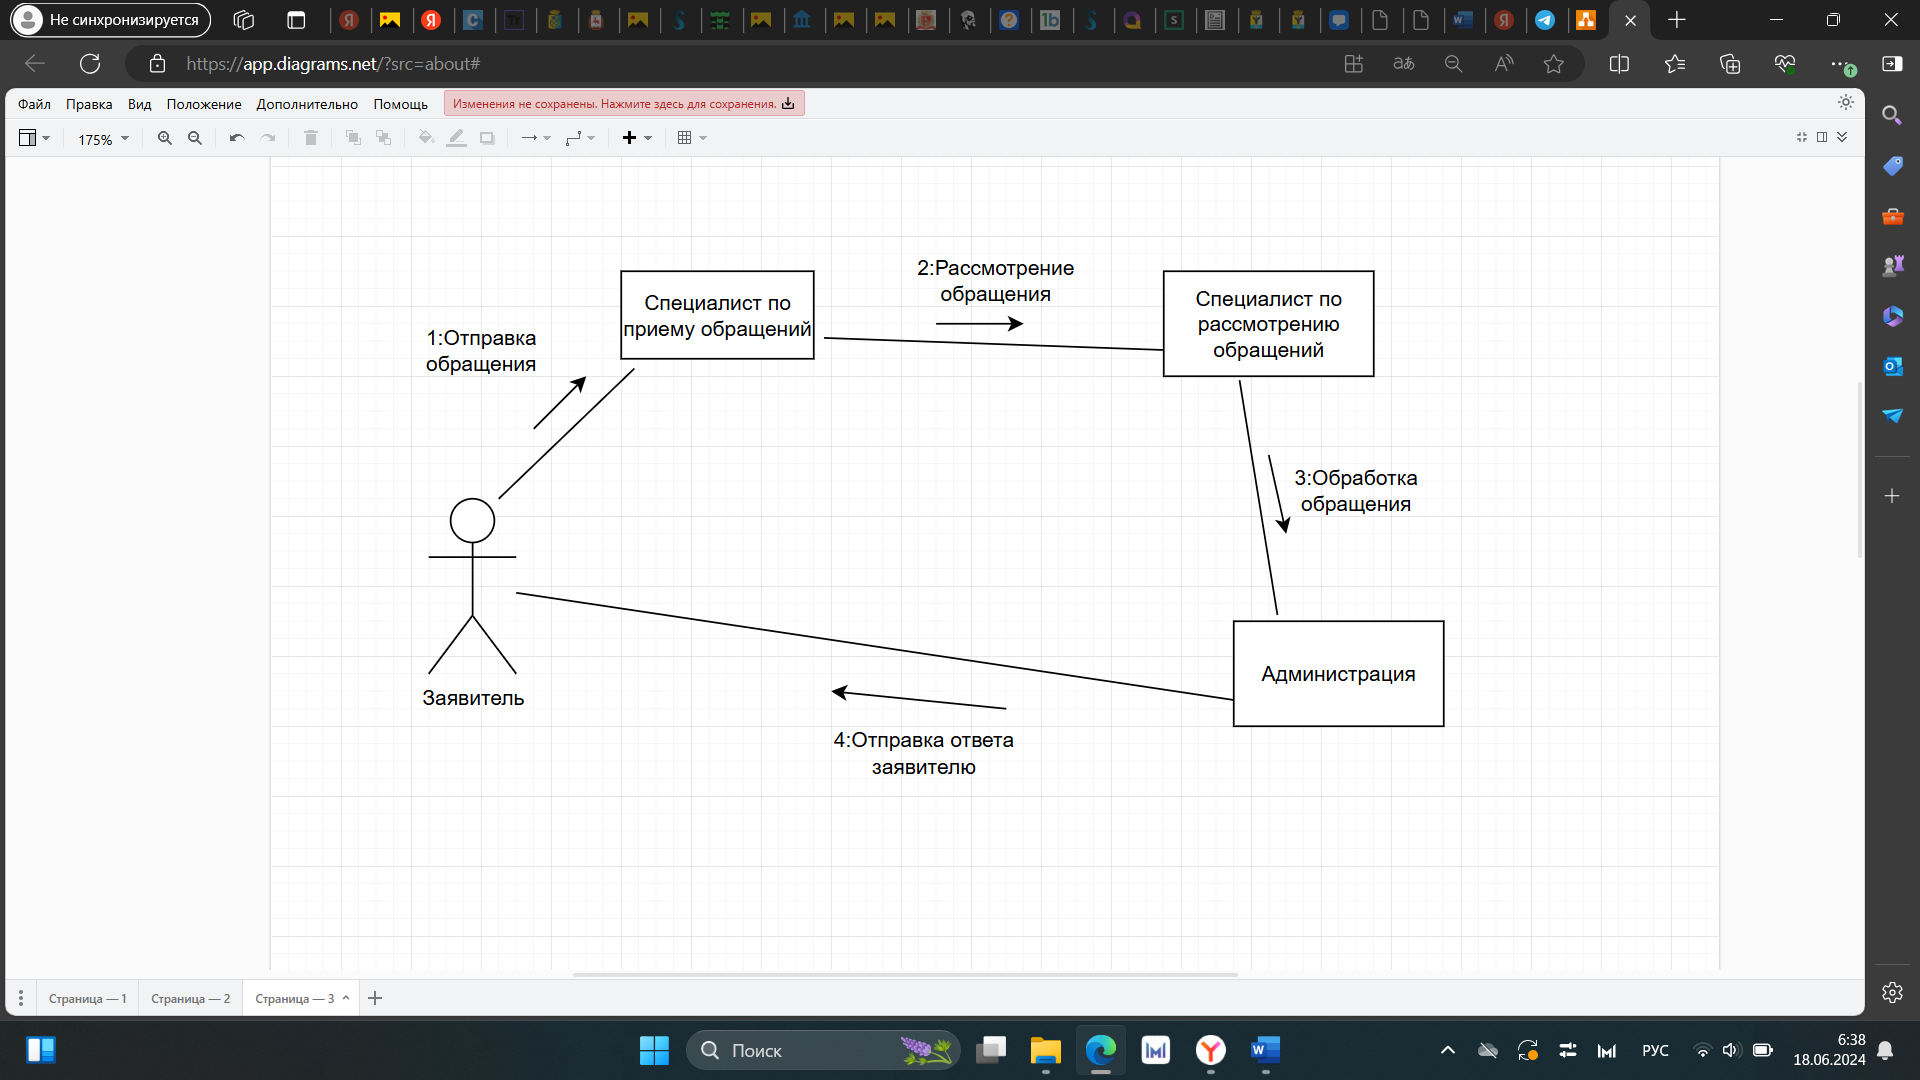 Не синхронизируется
https://app.diagrams.net/?src=about#
Файл Правка Вид Положение Дополнительно Помощь Изменения не сохранены. Нажмите здесь для сохранения.
175%
2:Рассмотрение
обращения
Специалист по
приему обращений
Специалист по
рассмотрению
обращений
1:Отправка
обращения
3:Обработка
обращения
Администрация
Заявитель
4:Отправка ответа
заявителю
Страница — 1 Страница — 2 Страница — 3
Поиск
РУС
6:38
18.06.2024